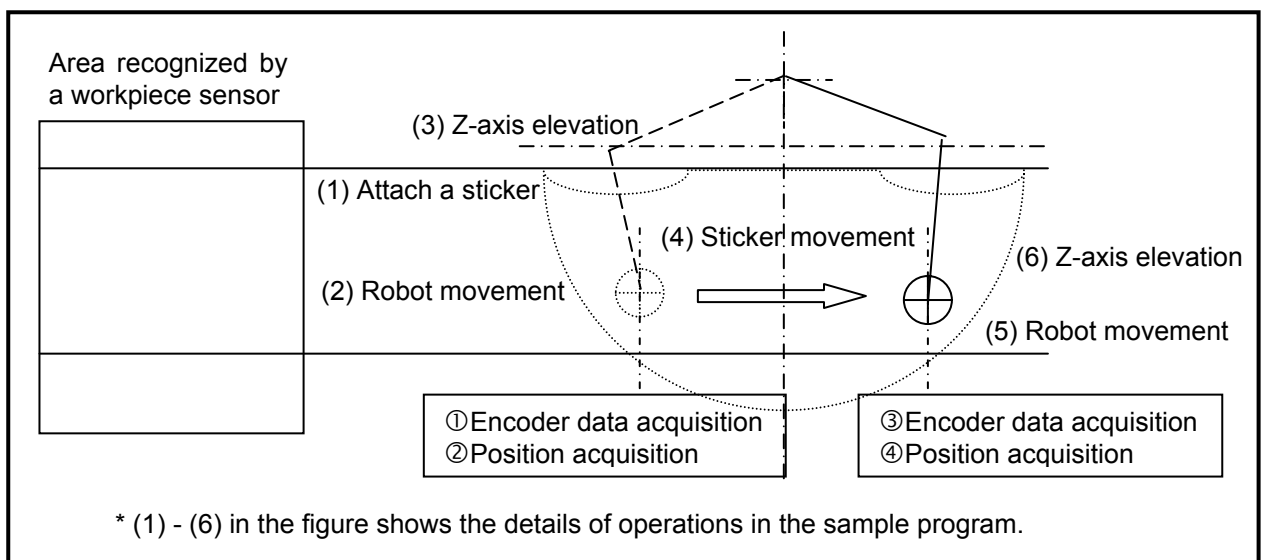 Area recognized by
a workpiece sensor
(3) Z-axis elevation
(1) Attach a sticker
(4) Sticker movement
(6) Z-axis elevation
(2) Robot movement
(5) Robot movement
①Encoder data acquisition
②Position acquisition
③Encoder data acquisition
④Position acquisition
* (1) - (6) in the figure shows the details of operations in the sample program.